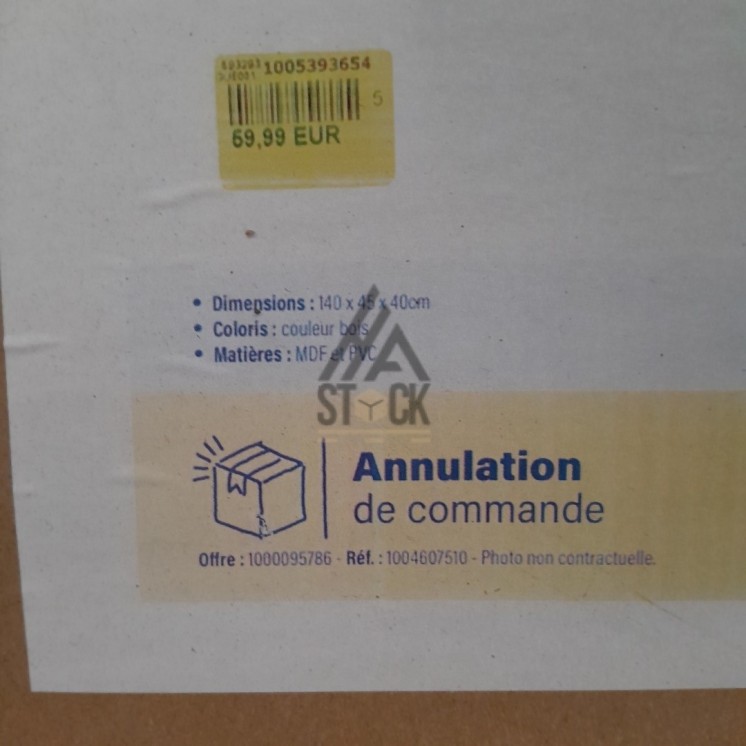 1005393654
5
69,99 EUR
• Dimensions : 140 x 45 x 40cm
• Coloris : couleur bois
• Matières : MDF et PVC
STOCK
Annulation
de commande
Offre : 1000095786 - Réf. : 1004607510 - Photo non contractuelle.